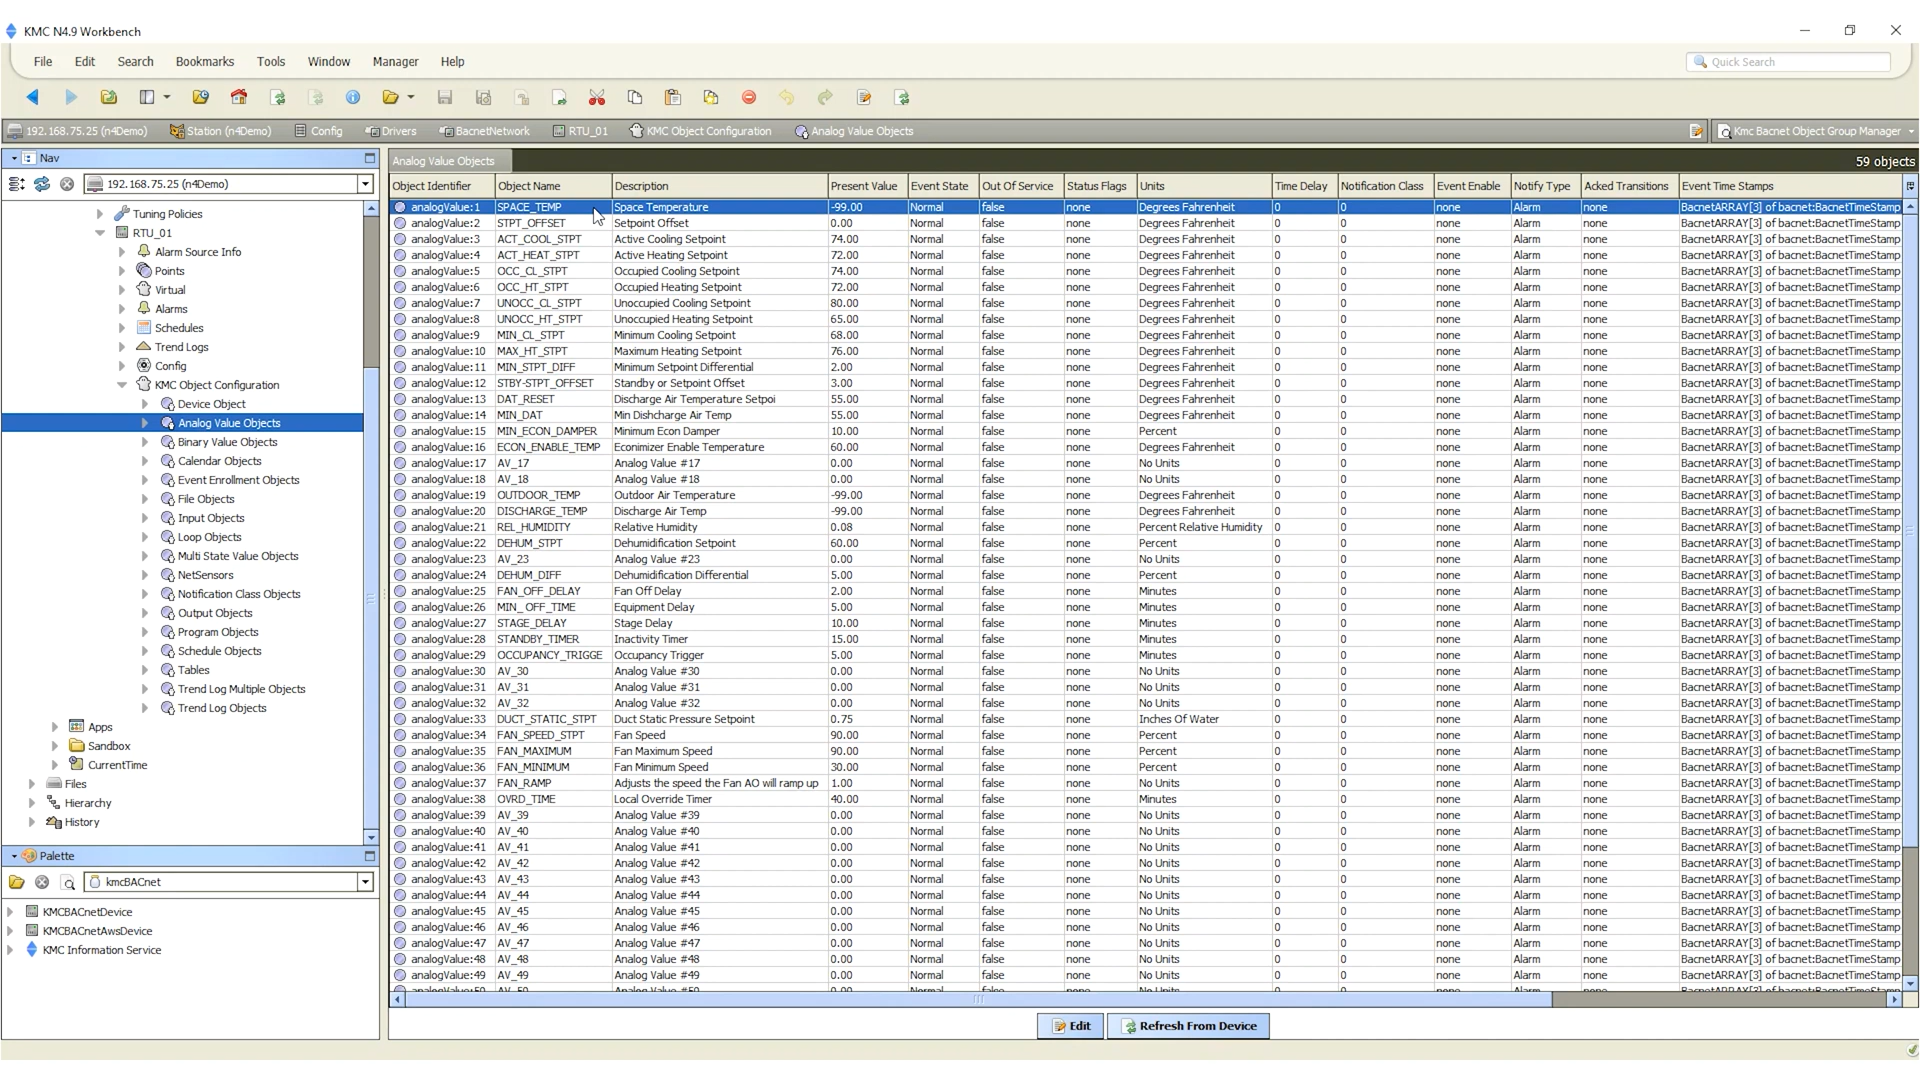 KMC N4.9 Workbench
File Edit Search Bookmarks Tools Window Manager Help
Quick Search
192.168.75.25 (n4Demo) Station (n4Demo) Config Drivers BacnetNetwork RTU_01 KMC Object Configuration Analog Value Objects Kmc Bacnet Object Group Manager
Nav
192.168.75.25 (n4Demo)
Tuning Policies
RTU_01
Alarm Source Info
Points
Virtual
Alarms
Schedules
Trend Logs
Config
KMC Object Configuration
Device Object
Analog Value Objects
Binary Value Objects
Calendar Objects
Event Enrollment Objects
File Objects
Input Objects
Loop Objects
Multi State Value Objects
NetSensors
Notification Class Objects
Output Objects
Program Objects
Schedule Objects
Tables
Trend Log Multiple Objects
Trend Log Objects
Apps
Sandbox
CurrentTime
Files
Hierarchy
History
Palette
kmcBACnet
KMCBACnetDevice
KMCBACnetAwsDevice
KMC Information Service
Analog Value Objects 59 objects
Object Identifier Object Name Description Present Value Event State Out Of Service Status Flags Units Time Delay Notification Class Event Enable Notify Type Acked Transitions Event Time Stamps
analogValue:1 SPACE_TEMP Space Temperature -99.00 Normal false none Degrees Fahrenheit 0 0 none Alarm none BacnetARRAY[3] of bacnet:BacnetTimeStamp
analogValue:2 STPT_OFFSET Setpoint Offset 0.00 Normal false none Degrees Fahrenheit 0 0 none Alarm none BacnetARRAY[3] of bacnet:BacnetTimeStamp
analogValue:3 ACT_COOL_STPT Active Cooling Setpoint 74.00 Normal false none Degrees Fahrenheit 0 0 none Alarm none BacnetARRAY[3] of bacnet:BacnetTimeStamp
analogValue:4 ACT_HEAT_STPT Active Heating Setpoint 72.00 Normal false none Degrees Fahrenheit 0 0 none Alarm none BacnetARRAY[3] of bacnet:BacnetTimeStamp
analogValue:5 OCC_CL_STPT Occupied Cooling Setpoint 74.00 Normal false none Degrees Fahrenheit 0 0 none Alarm none BacnetARRAY[3] of bacnet:BacnetTimeStamp
analogValue:6 OCC_HT_STPT Occupied Heating Setpoint 72.00 Normal false none Degrees Fahrenheit 0 0 none Alarm none BacnetARRAY[3] of bacnet:BacnetTimeStamp
analogValue:7 UNOCC_CL_STPT Unoccupied Cooling Setpoint 80.00 Normal false none Degrees Fahrenheit 0 0 none Alarm none BacnetARRAY[3] of bacnet:BacnetTimeStamp
analogValue:8 UNOCC_HT_STPT Unoccupied Heating Setpoint 65.00 Normal false none Degrees Fahrenheit 0 0 none Alarm none BacnetARRAY[3] of bacnet:BacnetTimeStamp
analogValue:9 MIN_CL_STPT Minimum Cooling Setpoint 68.00 Normal false none Degrees Fahrenheit 0 0 none Alarm none BacnetARRAY[3] of bacnet:BacnetTimeStamp
analogValue:10 MAX_HT_STPT Maximum Heating Setpoint 76.00 Normal false none Degrees Fahrenheit 0 0 none Alarm none BacnetARRAY[3] of bacnet:BacnetTimeStamp
analogValue:11 MIN_STPT_DIFF Minimum Setpoint Differential 2.00 Normal false none Degrees Fahrenheit 0 0 none Alarm none BacnetARRAY[3] of bacnet:BacnetTimeStamp
analogValue:12 STBY-STPT_OFFSET Standby or Setpoint Offset 3.00 Normal false none Degrees Fahrenheit 0 0 none Alarm none BacnetARRAY[3] of bacnet:BacnetTimeStamp
analogValue:13 DAT_RESET Discharge Air Temperature Setpoi 55.00 Normal false none Degrees Fahrenheit 0 0 none Alarm none BacnetARRAY[3] of bacnet:BacnetTimeStamp
analogValue:14 MIN_DAT Min Dishcharge Air Temp 55.00 Normal false none Degrees Fahrenheit 0 0 none Alarm none BacnetARRAY[3] of bacnet:BacnetTimeStamp
analogValue:15 MIN_ECON_DAMPER Minimum Econ Damper 10.00 Normal false none Percent 0 0 none Alarm none BacnetARRAY[3] of bacnet:BacnetTimeStamp
analogValue:16 ECON_ENABLE_TEMP Econimizer Enable Temperature 60.00 Normal false none Degrees Fahrenheit 0 0 none Alarm none BacnetARRAY[3] of bacnet:BacnetTimeStamp
analogValue:17 AV_17 Analog Value #17 0.00 Normal false none No Units 0 0 none Alarm none BacnetARRAY[3] of bacnet:BacnetTimeStamp
analogValue:18 AV_18 Analog Value #18 0.00 Normal false none No Units 0 0 none Alarm none BacnetARRAY[3] of bacnet:BacnetTimeStamp
analogValue:19 OUTDOOR_TEMP Outdoor Air Temperature -99.00 Normal false none Degrees Fahrenheit 0 0 none Alarm none BacnetARRAY[3] of bacnet:BacnetTimeStamp
analogValue:20 DISCHARGE_TEMP Discharge Air Temp -99.00 Normal false none Degrees Fahrenheit 0 0 none Alarm none BacnetARRAY[3] of bacnet:BacnetTimeStamp
analogValue:21 REL_HUMIDITY Relative Humidity 0.08 Normal false none Percent Relative Humidity 0 0 none Alarm none BacnetARRAY[3] of bacnet:BacnetTimeStamp
analogValue:22 DEHUM_STPT Dehumidification Setpoint 60.00 Normal false none Percent 0 0 none Alarm none BacnetARRAY[3] of bacnet:BacnetTimeStamp
analogValue:23 AV_23 Analog Value #23 0.00 Normal false none No Units 0 0 none Alarm none BacnetARRAY[3] of bacnet:BacnetTimeStamp
analogValue:24 DEHUM_DIFF Dehumidification Differential 5.00 Normal false none Percent 0 0 none Alarm none BacnetARRAY[3] of bacnet:BacnetTimeStamp
analogValue:25 FAN_OFF_DELAY Fan Off Delay 2.00 Normal false none Minutes 0 0 none Alarm none BacnetARRAY[3] of bacnet:BacnetTimeStamp
analogValue:26 MIN_ OFF_TIME Equipment Delay 5.00 Normal false none Minutes 0 0 none Alarm none BacnetARRAY[3] of bacnet:BacnetTimeStamp
analogValue:27 STAGE_DELAY Stage Delay 10.00 Normal false none Minutes 0 0 none Alarm none BacnetARRAY[3] of bacnet:BacnetTimeStamp
analogValue:28 STANDBY_TIMER Inactivity Timer 15.00 Normal false none Minutes 0 0 none Alarm none BacnetARRAY[3] of bacnet:BacnetTimeStamp
analogValue:29 OCCUPANCY_TRIGGE Occupancy Trigger 5.00 Normal false none Minutes 0 0 none Alarm none BacnetARRAY[3] of bacnet:BacnetTimeStamp
analogValue:30 AV_30 Analog Value #30 0.00 Normal false none No Units 0 0 none Alarm none BacnetARRAY[3] of bacnet:BacnetTimeStamp
analogValue:31 AV_31 Analog Value #31 0.00 Normal false none No Units 0 0 none Alarm none BacnetARRAY[3] of bacnet:BacnetTimeStamp
analogValue:32 AV_32 Analog Value #32 0.00 Normal false none No Units 0 0 none Alarm none BacnetARRAY[3] of bacnet:BacnetTimeStamp
analogValue:33 DUCT_STATIC_STPT Duct Static Pressure Setpoint 0.75 Normal false none Inches Of Water 0 0 none Alarm none BacnetARRAY[3] of bacnet:BacnetTimeStamp
analogValue:34 FAN_SPEED_STPT Fan Speed 90.00 Normal false none Percent 0 0 none Alarm none BacnetARRAY[3] of bacnet:BacnetTimeStamp
analogValue:35 FAN_MAXIMUM Fan Maximum Speed 90.00 Normal false none Percent 0 0 none Alarm none BacnetARRAY[3] of bacnet:BacnetTimeStamp
analogValue:36 FAN_MINIMUM Fan Minimum Speed 30.00 Normal false none Percent 0 0 none Alarm none BacnetARRAY[3] of bacnet:BacnetTimeStamp
analogValue:37 FAN_RAMP Adjusts the speed the Fan AO will ramp up 1.00 Normal false none No Units 0 0 none Alarm none BacnetARRAY[3] of bacnet:BacnetTimeStamp
analogValue:38 OVRD_TIME Local Override Timer 40.00 Normal false none Minutes 0 0 none Alarm none BacnetARRAY[3] of bacnet:BacnetTimeStamp
analogValue:39 AV_39 Analog Value #39 0.00 Normal false none No Units 0 0 none Alarm none BacnetARRAY[3] of bacnet:BacnetTimeStamp
analogValue:40 AV_40 Analog Value #40 0.00 Normal false none No Units 0 0 none Alarm none BacnetARRAY[3] of bacnet:BacnetTimeStamp
analogValue:41 AV_41 Analog Value #41 0.00 Normal false none No Units 0 0 none Alarm none BacnetARRAY[3] of bacnet:BacnetTimeStamp
analogValue:42 AV_42 Analog Value #42 0.00 Normal false none No Units 0 0 none Alarm none BacnetARRAY[3] of bacnet:BacnetTimeStamp
analogValue:43 AV_43 Analog Value #43 0.00 Normal false none No Units 0 0 none Alarm none BacnetARRAY[3] of bacnet:BacnetTimeStamp
analogValue:44 AV_44 Analog Value #44 0.00 Normal false none No Units 0 0 none Alarm none BacnetARRAY[3] of bacnet:BacnetTimeStamp
analogValue:45 AV_45 Analog Value #45 0.00 Normal false none No Units 0 0 none Alarm none BacnetARRAY[3] of bacnet:BacnetTimeStamp
analogValue:46 AV_46 Analog Value #46 0.00 Normal false none No Units 0 0 none Alarm none BacnetARRAY[3] of bacnet:BacnetTimeStamp
analogValue:47 AV_47 Analog Value #47 0.00 Normal false none No Units 0 0 none Alarm none BacnetARRAY[3] of bacnet:BacnetTimeStamp
analogValue:48 AV_48 Analog Value #48 0.00 Normal false none No Units 0 0 none Alarm none BacnetARRAY[3] of bacnet:BacnetTimeStamp
analogValue:49 AV_49 Analog Value #49 0.00 Normal false none No Units 0 0 none Alarm none BacnetARRAY[3] of bacnet:BacnetTimeStamp
Edit Refresh From Device